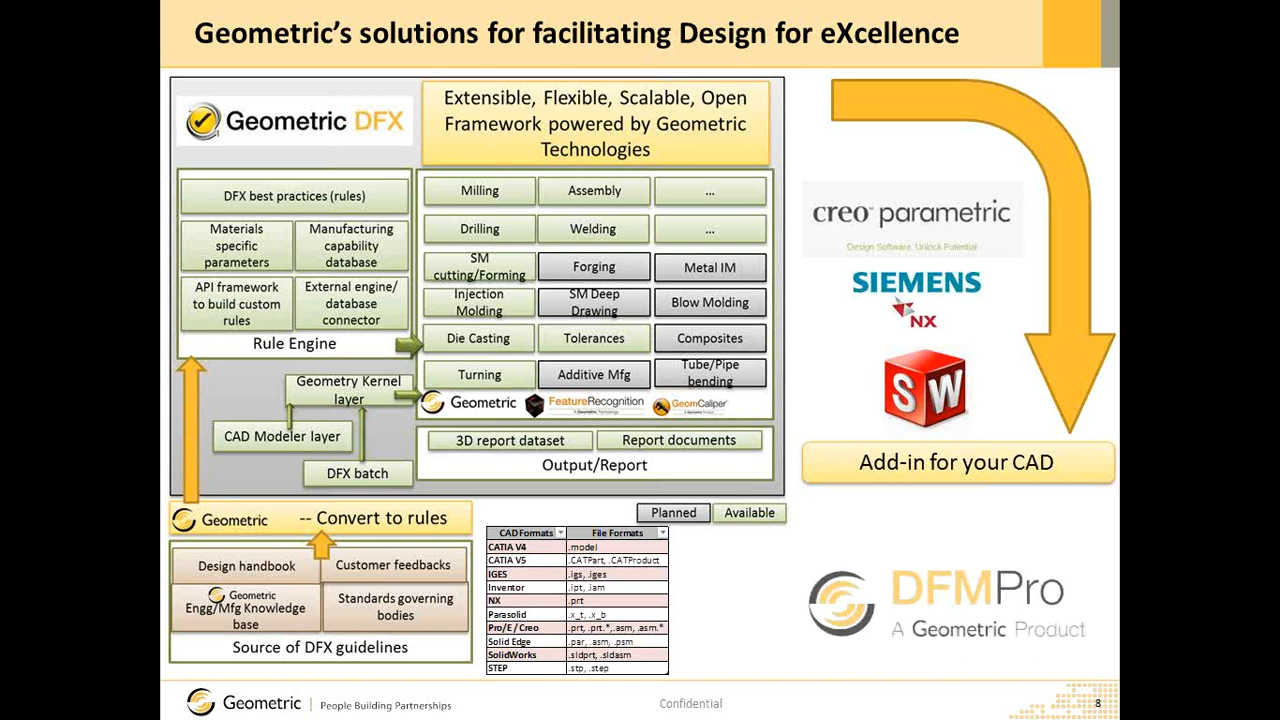 Geometric's solutions for facilitating Design for eXcellence
Geometric DFX
Extensible, Flexible, Scalable, Open
Framework powered by Geometric
Technologies
DFX best practices (rules)
Materials
specific
parameters
Manufacturing
capability
database
API framework
to build custom
rules
External engine/
database
connector
Rule Engine
Milling
Assembly
...
Drilling
Welding
...
SM
cutting/Forming
Forging
Metal IM
Injection
Molding
SM Deep
Drawing
Blow Molding
Die Casting
Tolerances
Composites
Turning
Additive Mfg
Tube/Pipe
bending
Geometric
FeatureRecognition
A Geometric Technology
GeomCaliper
Geometry Kernel
layer
CAD Modeler layer
DFX batch
3D report dataset
Report documents
Output/Report
Geometric
-- Convert to rules
Planned
Available
Design handbook
Customer feedbacks
Geometric
Engg/Mfg Knowledge
base
Standards governing
bodies
Source of DFX guidelines
CAD Formats File Formats
CATIA V4 .model
CATIA V5 .CATPart, .CATProduct
IGES .igs, .iges
Inventor .ipt, .iam
NX .prt
Parasolid .x_t, .x_b
Pro/E / Creo .prt, .prt.*, .asm, .asm.*
Solid Edge .par, .asm, .psm
SolidWorks .sldprt, .sldasm
STEP .stp, .step
creo™ parametric
Design Software, Unlock Potential
SIEMENS
NX
SW
Add-in for your CAD
DFMPro
A Geometric Product
Geometric
People Building Partnerships
Confidential
8